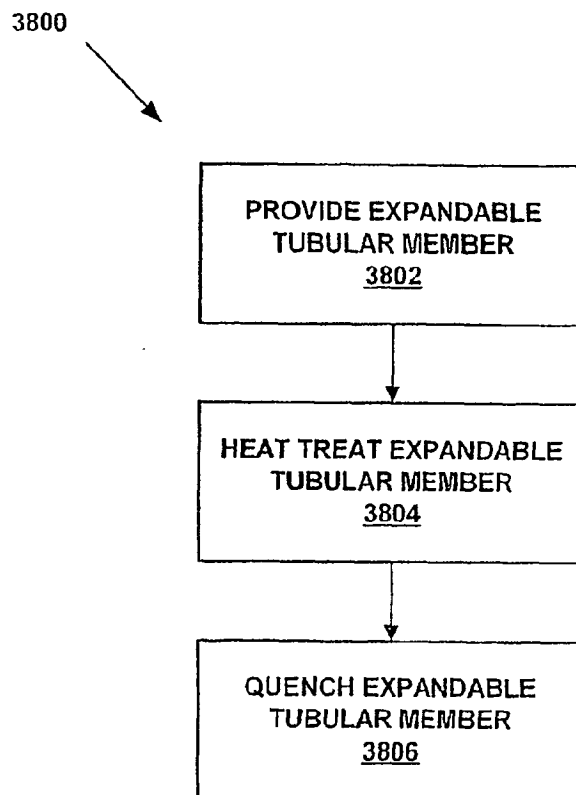 3800
PROVIDE EXPANDABLE
TUBULAR MEMBER
3802
HEAT TREAT EXPANDABLE
TUBULAR MEMBER
3804
QUENCH EXPANDABLE
TUBULAR MEMBER
3806